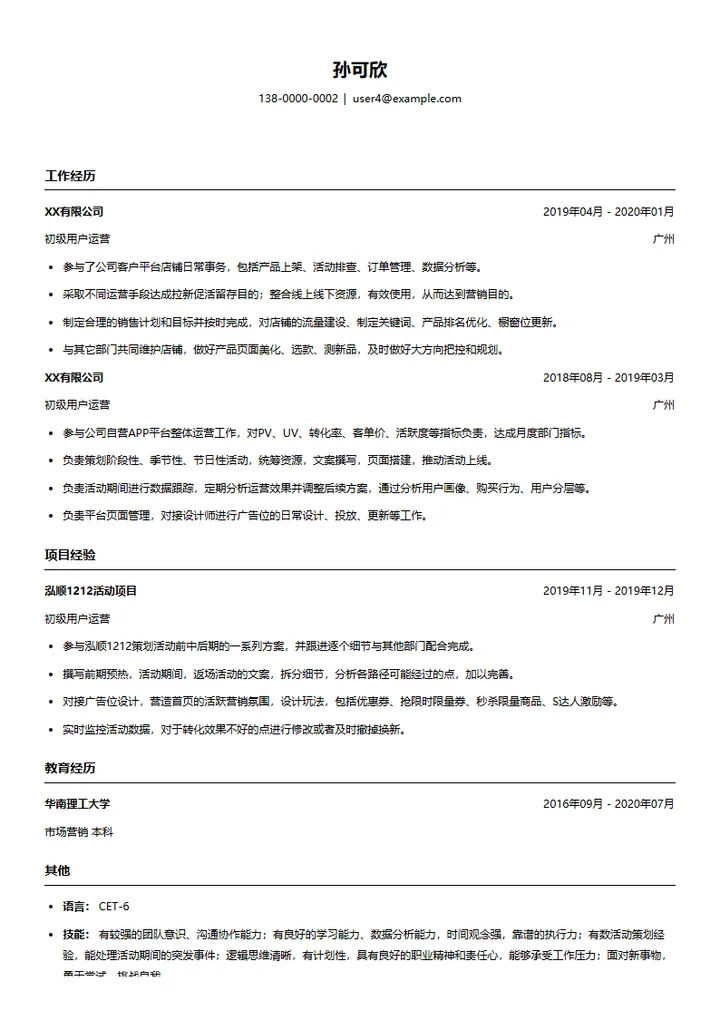 孙可欣
138-0000-0002 | user4@example.com
工作经历
XX有限公司 2019年04月 - 2020年01月
初级用户运营 广州
• 参与了公司客户平台店铺日常事务，包括产品上架、活动排查、订单管理、数据分析等。
• 采取不同运营手段达成拉新促活留存目的；整合线上线下资源，有效使用，从而达到营销目的。
• 制定合理的销售计划和目标并按时完成，对店铺的流量建设、制定关键词、产品排名优化、橱窗位更新。
• 与其它部门共同维护店铺，做好产品页面美化、选款、测新品，及时做好大方向把控和规划。
XX有限公司 2018年08月 - 2019年03月
初级用户运营 广州
• 参与公司自营APP平台整体运营工作，对PV、UV、转化率、客单价、活跃度等指标负责，达成月度部门指标。
• 负责策划阶段性、季节性、节日性活动，统筹资源，文案撰写，页面搭建，推动活动上线。
• 负责活动期间进行数据跟踪，定期分析运营效果并调整后续方案，通过分析用户画像、购买行为、用户分层等。
• 负责平台页面管理，对接设计师进行广告位的日常设计、投放、更新等工作。
项目经验
泓顺1212活动项目 2019年11月 - 2019年12月
初级用户运营 广州
• 参与泓顺1212策划活动前中后期的一系列方案，并跟进逐个细节与其他部门配合完成。
• 撰写前期预热，活动期间，返场活动的文案，拆分细节，分析各路径可能经过的点，加以完善。
• 对接广告位设计，营造首页的活跃营销氛围，设计玩法，包括优惠券、抢限时限量券、秒杀限量商品、S达人激励等。
• 实时监控活动数据，对于转化效果不好的点进行修改或者及时撤掉换新。
教育经历
华南理工大学 2016年09月 - 2020年07月
市场营销 本科
其他
• 语言： CET-6
• 技能： 有较强的团队意识、沟通协作能力；有良好的学习能力、数据分析能力，时间观念强，靠谱的执行力；有数活动策划经
验，能处理活动期间的突发事件；逻辑思维清晰，有计划性，具有良好的职业精神和责任心，能够承受工作压力；面对新事物，
勇于尝试，挑战自我